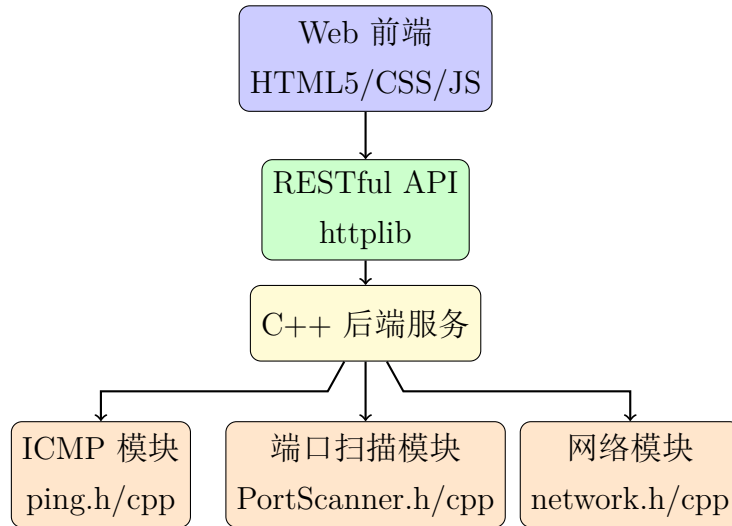 Web 前端
HTML5/CSS/JS
RESTful API
httplib
C++ 后端服务
ICMP 模块
ping.h/cpp
端口扫描模块
PortScanner.h/cpp
网络模块
network.h/cpp